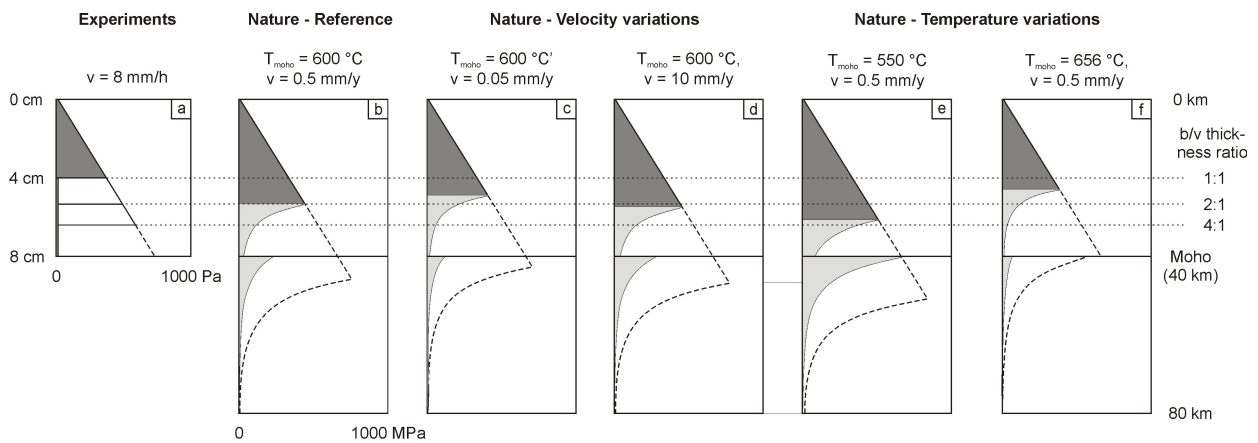 Experiments
Nature - Reference
Nature - Velocity variations
Nature - Temperature variations
v = 8 mm/h
Tmoho = 600 °C
v = 0.5 mm/y
Tmoho = 600 °C'
v = 0.05 mm/y
Tmoho = 600 °C,
v = 10 mm/y
Tmoho = 550 °C
v = 0.5 mm/y
Tmoho = 656 °C,
v = 0.5 mm/y
0 cm
a
b
c
d
e
f
0 km
b/v thick-
ness ratio
4 cm
1:1
2:1
4:1
8 cm
Moho
(40 km)
0
1000 Pa
80 km
0
1000 MPa